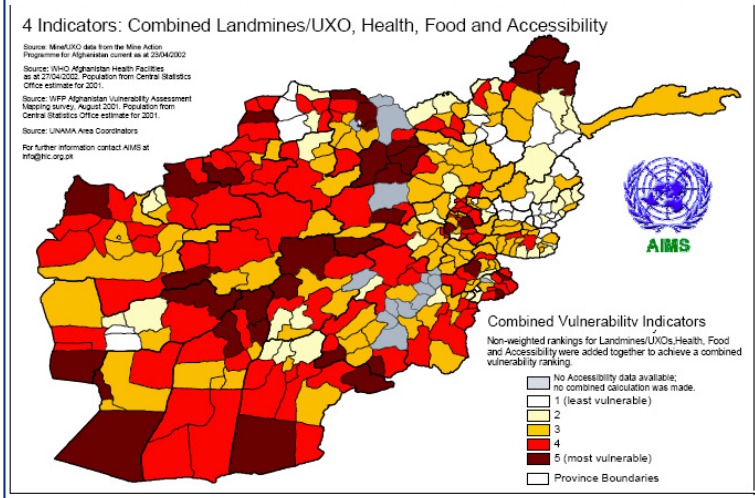 4 Indicators: Combined Landmines/UXO, Health, Food and Accessibility
Source: Mine/UXO data from the Mine Action
Programme for Afghanistan current as at 23/04/2002
Source: WHO Afghanistan Health Facilities
as at 27/04/2002. Population from Central Statistics
Office estimate for 2001.
Source: WFP Afghanistan Vulnerability Assessment
Mapping survey, August 2001. Population from
Central Statistics Office estimate for 2001.
Source: UNAMA Area Coordinators
For further information contact AIMS at
info@hic.org.pk
AIMS
Combined Vulnerability Indicators
Non-weighted rankings for Landmines/UXOs,Health, Food
and Accessibility were added together to achieve a combined
vulnerability ranking.
No Accessibility data available;
no combined calculation was made.
1 (least vulnerable)
2
3
4
5 (most vulnerable)
Province Boundaries